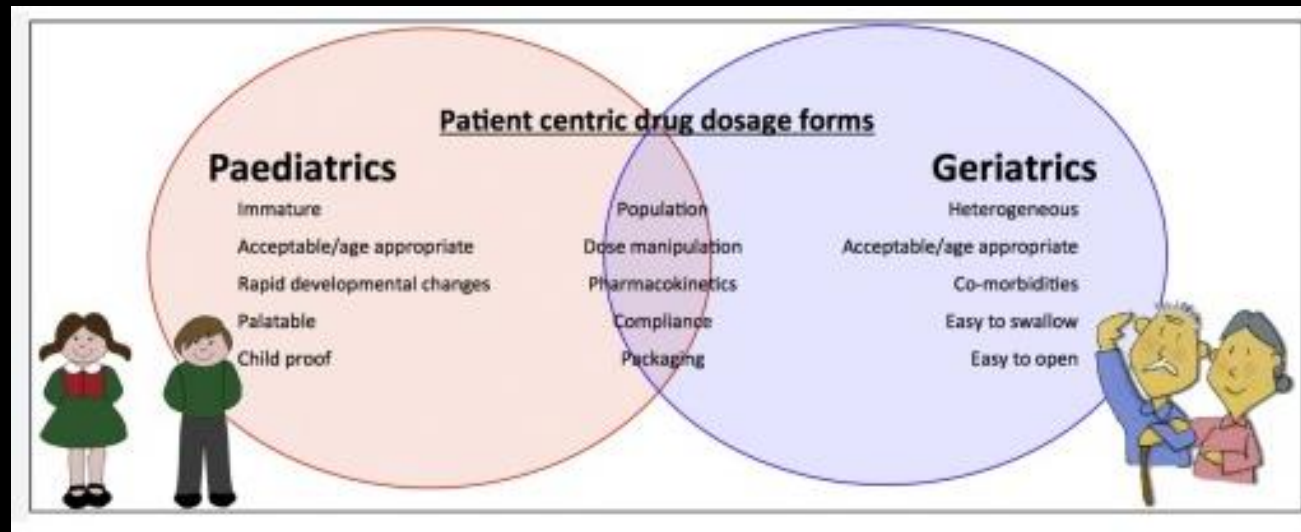 Patient centric drug dosage forms
Paediatrics Geriatrics
Immature Population Heterogeneous
Acceptable/age appropriate Dose manipulation Acceptable/age appropriate
Rapid developmental changes Pharmacokinetics Co-morbidities
Palatable Compliance Easy to swallow
Child proof Packaging Easy to open